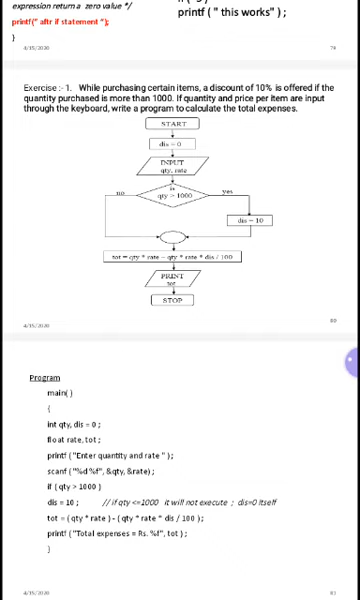 expression return a zero value */
printf(" aftr if statement ");
}
printf ( " this works" ) ;
4/15/2020
79
Exercise :- 1. While purchasing certain items, a discount of 10% is offered if the
quantity purchased is more than 1000. If quantity and price per item are input
through the keyboard, write a program to calculate the total expenses.
START
dis = 0
INPUT
qty, rate
no
is
qty > 1000
yes
dis = 10
tot = qty * rate – qty * rate * dis / 100
PRINT
tot
STOP
4/15/2020
80
Program
main( )
{
int qty, dis = 0 ;
float rate, tot ;
printf ( "Enter quantity and rate " ) ;
scanf ( "%d %f", &qty, &rate) ;
if ( qty > 1000 )
dis = 10 ; // if qty <=1000 it will not execute ; dis=0 itself
tot = ( qty * rate ) - ( qty * rate * dis / 100 ) ;
printf ( "Total expenses = Rs. %f", tot ) ;
}
4/15/2020
81